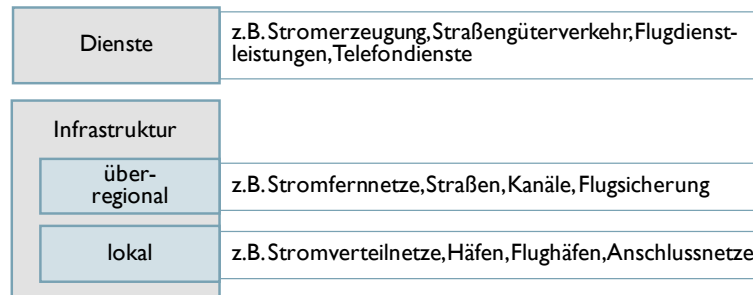 Dienste
z.B. Stromerzeugung, Straßengüterverkehr, Flugdienst-
leistungen, Telefondienste
Infrastruktur
über-
regional
z.B. Stromfernnetze, Straßen, Kanäle, Flugsicherung
lokal
z.B. Stromverteilnetze, Häfen, Flughäfen, Anschlussnetze